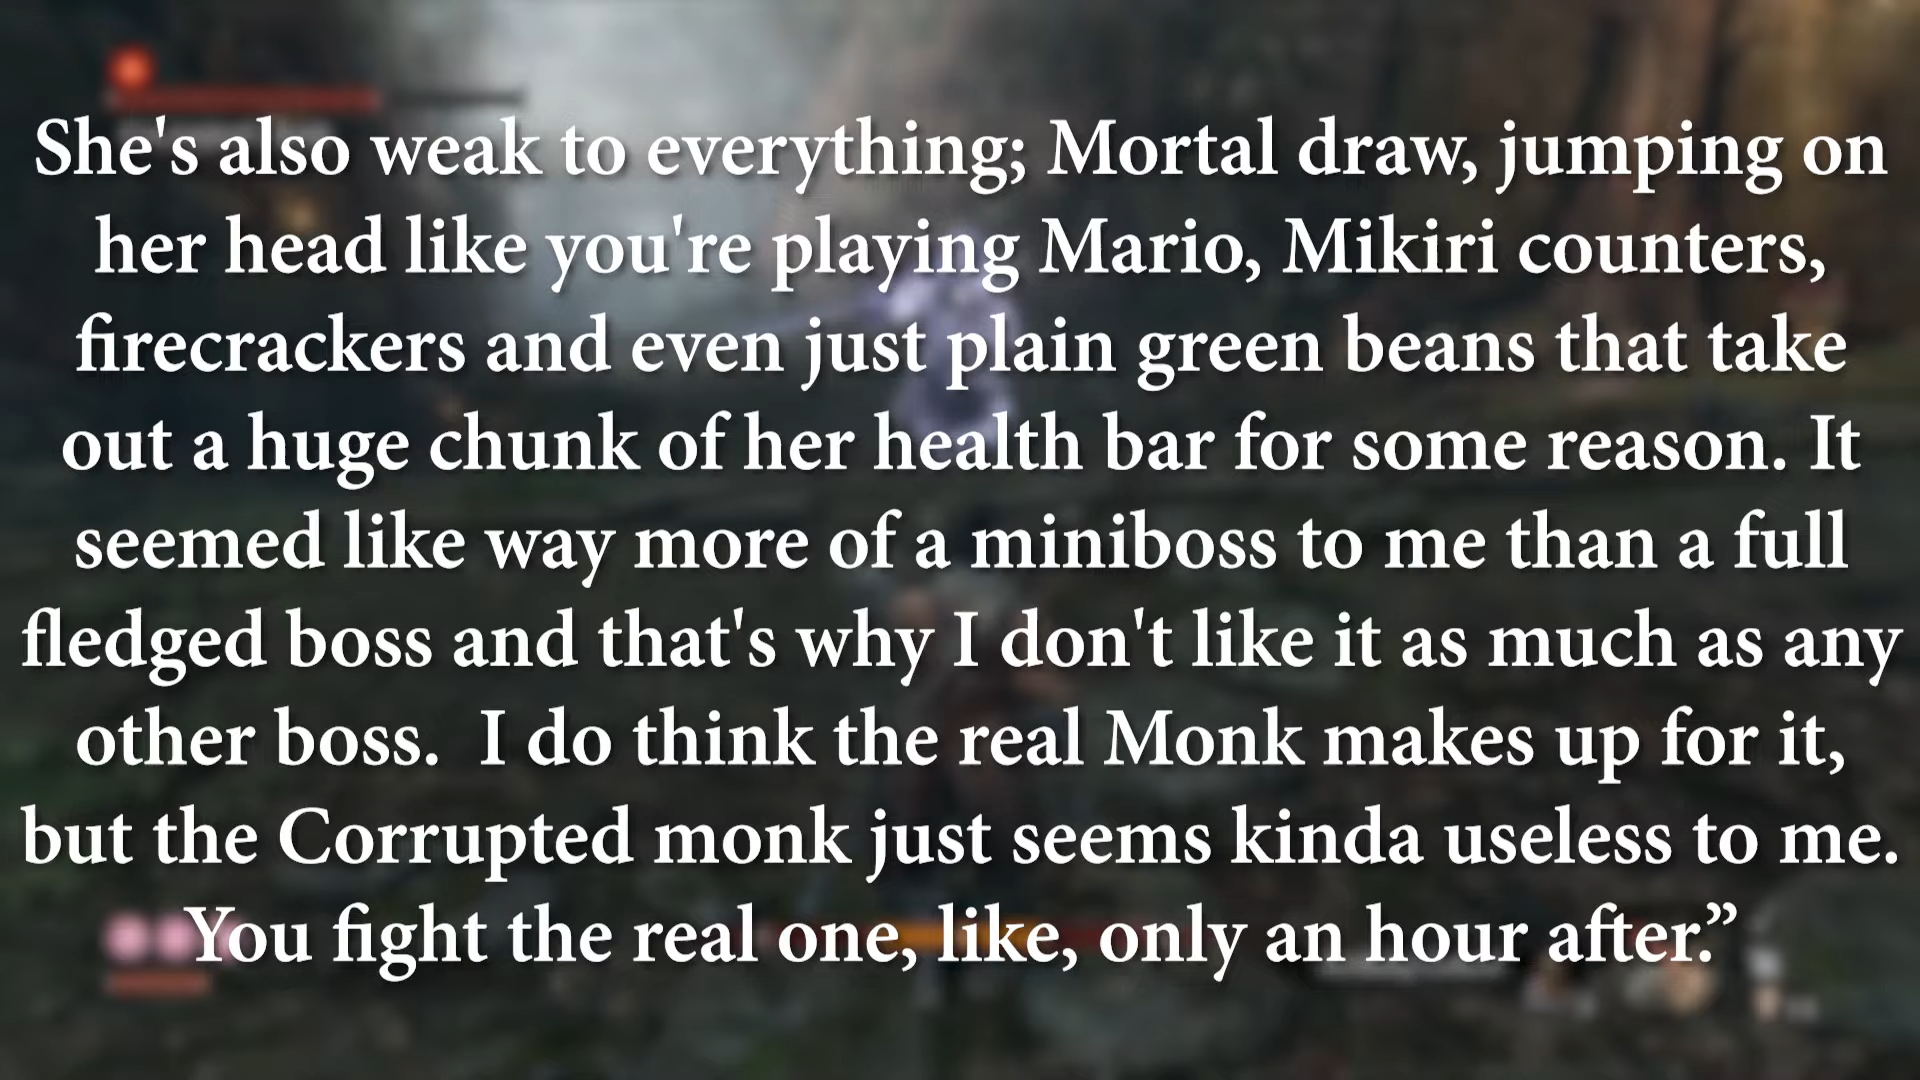 She's also weak to everything; Mortal draw, jumping on
her head like you're playing Mario, Mikiri counters,
firecrackers and even just plain green beans that take
out a huge chunk of her health bar for some reason. It
seemed like way more of a miniboss to me than a full
fledged boss and that's why I don't like it as much as any
other boss.  I do think the real Monk makes up for it,
but the Corrupted monk just seems kinda useless to me.
You fight the real one, like, only an hour after.”